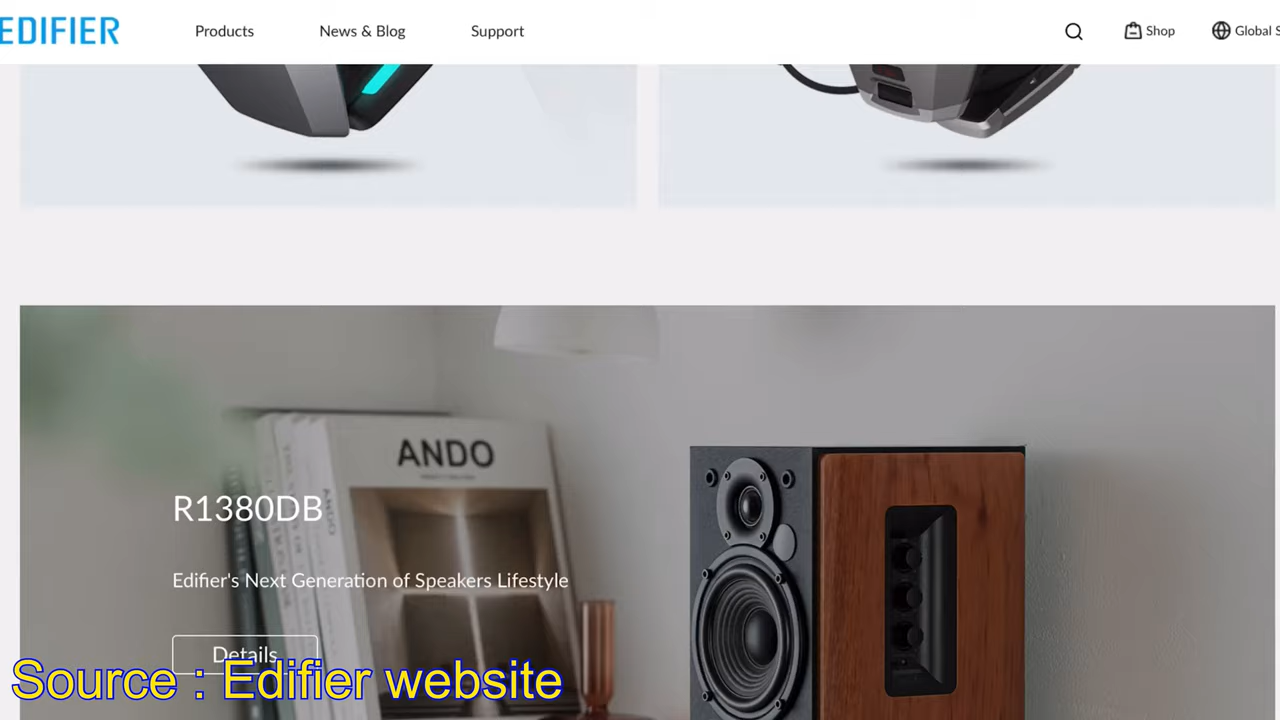 EDIFIER
Products
News & Blog
Support
Shop
Global S
ANDO
R1380DB
Edifier's Next Generation of Speakers Lifestyle
Details
Source : Edifier website